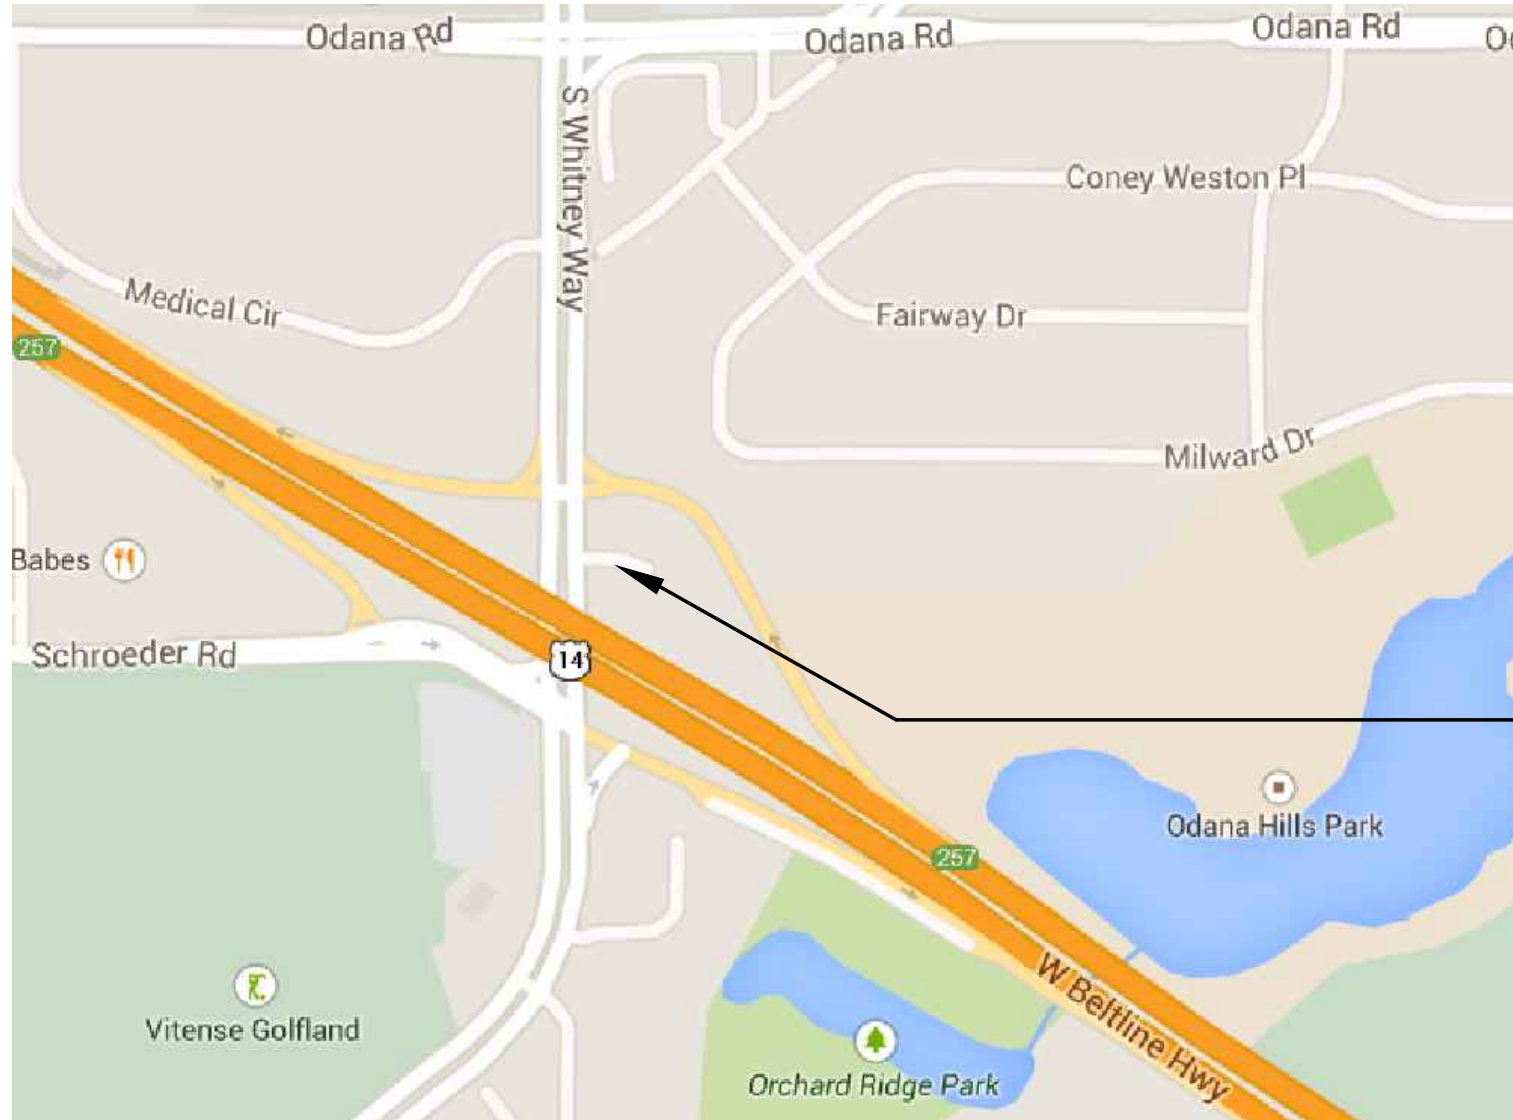 Odana Rd
Odana Rd
Odana Rd
S Whitney Way
Coney Weston Pl
Medical Cir
Fairway Dr
257
Milward Dr
Babes
Schroeder Rd
14
Odana Hills Park
257
W Beltline Hwy
Vitense Golfland
Orchard Ridge Park